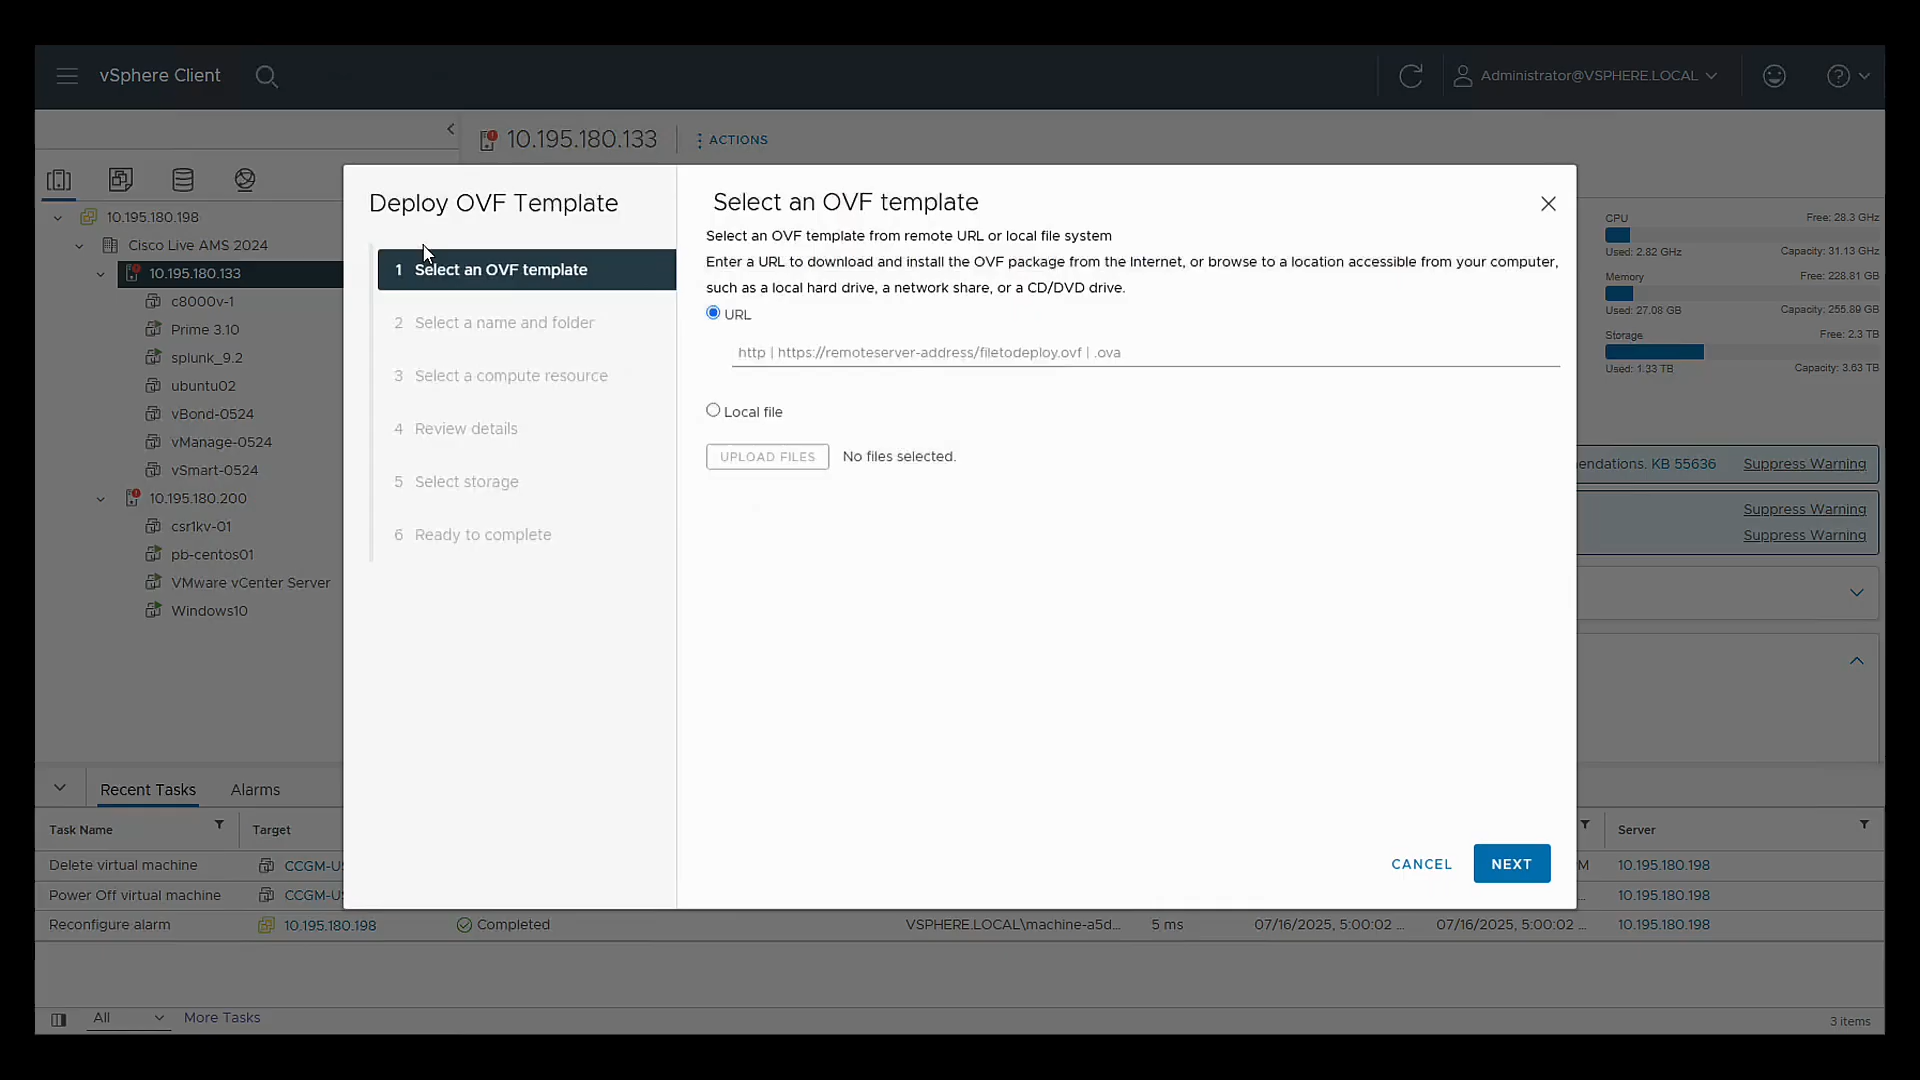 vSphere Client
Administrator@VSPHERE.LOCAL
10.195.180.133
ACTIONS
10.195.180.198
Cisco Live AMS 2024
10.195.180.133
c8000v-1
Prime 3.10
splunk_9.2
ubuntu02
vBond-0524
vManage-0524
vSmart-0524
10.195.180.200
csr1kv-01
pb-centos01
VMware vCenter Server
Windows10
Deploy OVF Template
1 Select an OVF template
2 Select a name and folder
3 Select a compute resource
4 Review details
5 Select storage
6 Ready to complete
Select an OVF template
Select an OVF template from remote URL or local file system
Enter a URL to download and install the OVF package from the Internet, or browse to a location accessible from your computer,
such as a local hard drive, a network share, or a CD/DVD drive.
URL
http | https://remoteserver-address/filetodeploy.ovf | .ova
Local file
UPLOAD FILES No files selected.
CANCEL NEXT
CPU Free: 28.3 GHz
Used: 2.82 GHz Capacity: 31.13 GHz
Memory Free: 228.81 GB
Used: 27.08 GB Capacity: 255.89 GB
Storage Free: 2.3 TB
Used: 1.33 TB Capacity: 3.63 TB
endations. KB 55636 Suppress Warning
Suppress Warning
Suppress Warning
Recent Tasks Alarms
Task Name Target Server
Delete virtual machine CCGM-U M 10.195.180.198
Power Off virtual machine CCGM-U ... 10.195.180.198
Reconfigure alarm 10.195.180.198 Completed VSPHERE.LOCAL\machine-a5d... 5 ms 07/16/2025, 5:00:02 ... 07/16/2025, 5:00:02 ... 10.195.180.198
All More Tasks 3 items